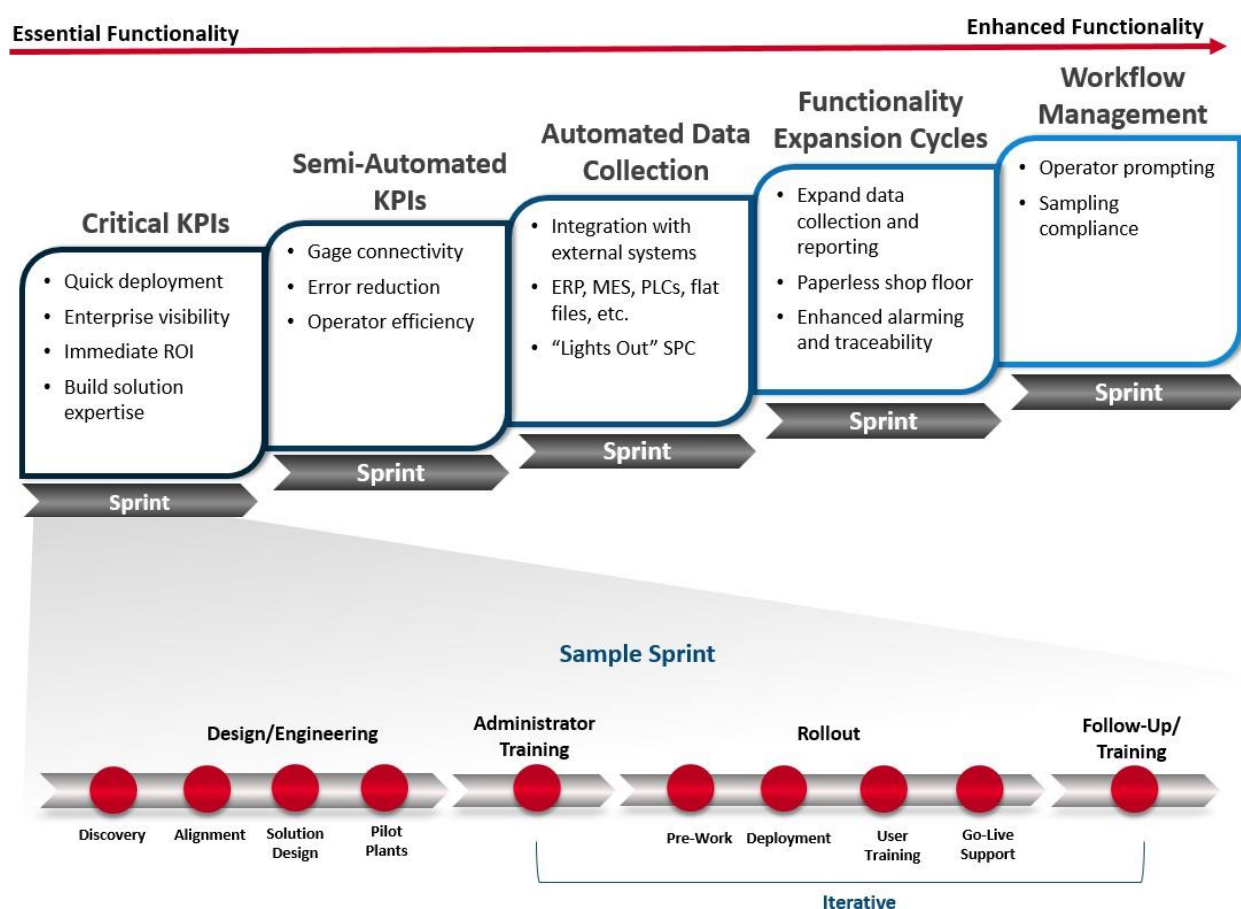 Essential Functionality
Enhanced Functionality
Critical KPIs
• Quick deployment
• Enterprise visibility
• Immediate ROI
• Build solution
expertise
Sprint
Semi-Automated
KPIs
• Gage connectivity
• Error reduction
• Operator efficiency
Sprint
Automated Data
Collection
• Integration with
external systems
• ERP, MES, PLCs, flat
files, etc.
• “Lights Out” SPC
Sprint
Functionality
Expansion Cycles
• Expand data
collection and
reporting
• Paperless shop floor
• Enhanced alarming
and traceability
Sprint
Workflow
Management
• Operator prompting
• Sampling
compliance
Sprint
Sample Sprint
Design/Engineering
Discovery
Alignment
Solution
Design
Pilot
Plants
Administrator
Training
Rollout
Pre-Work
Deployment
User
Training
Go-Live
Support
Follow-Up/
Training
Iterative